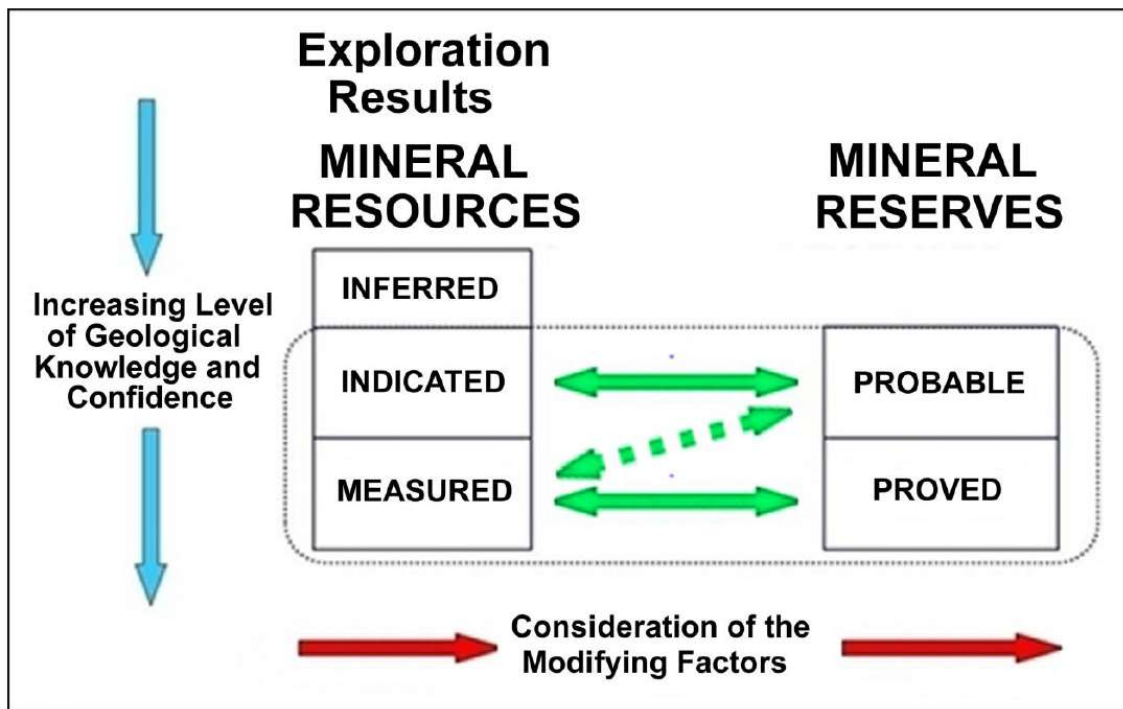 Exploration
Results
MINERAL
RESOURCES
MINERAL
RESERVES
INFERRED
Increasing Level
of Geological
Knowledge and
Confidence
INDICATED
PROBABLE
MEASURED
PROVED
Consideration of the
Modifying Factors